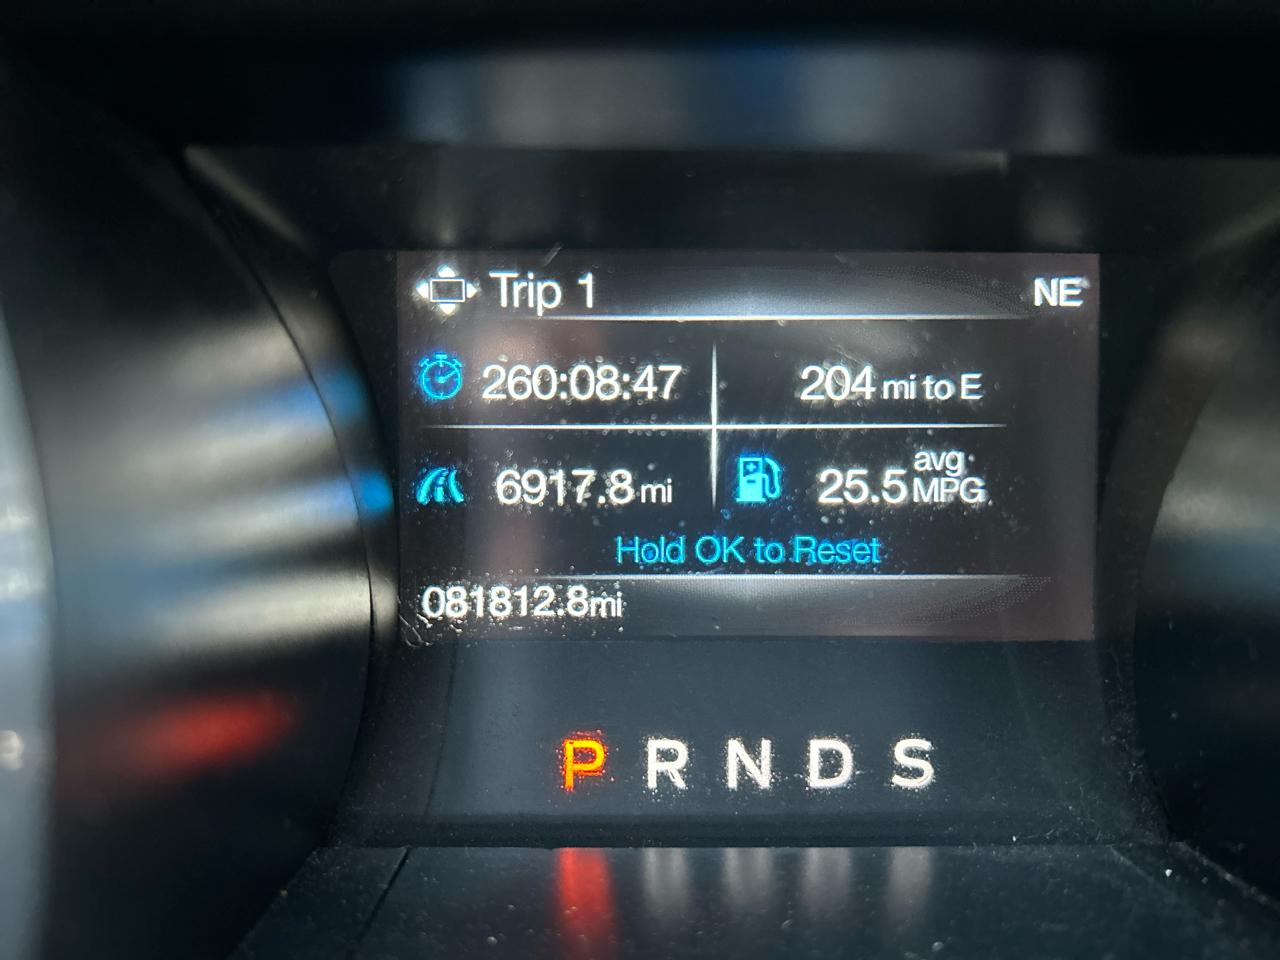 Trip 1 NE
260:08:47 204 mi to E
6917.8 mi 25.5 avg MPG
Hold OK to Reset
081812.8mi
P R N D S